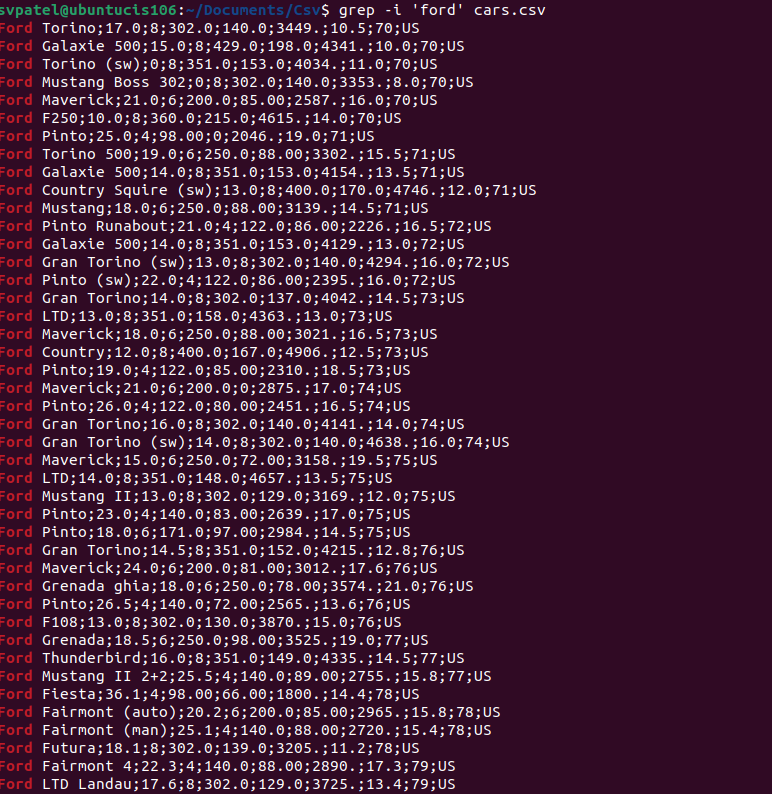 svpatel@ubuntucis106:~/Documents/Csv$ grep -i 'ford' cars.csv
Ford Torino;17.0;8;302.0;140.0;3449.;10.5;70;US
Ford Galaxie 500;15.0;8;429.0;198.0;4341.;10.0;70;US
Ford Torino (sw);0;8;351.0;153.0;4034.;11.0;70;US
Ford Mustang Boss 302;0;8;302.0;140.0;3353.;8.0;70;US
Ford Maverick;21.0;6;200.0;85.00;2587.;16.0;70;US
Ford F250;10.0;8;360.0;215.0;4615.;14.0;70;US
Ford Pinto;25.0;4;98.00;0;2046.;19.0;71;US
Ford Torino 500;19.0;6;250.0;88.00;3302.;15.5;71;US
Ford Galaxie 500;14.0;8;351.0;153.0;4154.;13.5;71;US
Ford Country Squire (sw);13.0;8;400.0;170.0;4746.;12.0;71;US
Ford Mustang;18.0;6;250.0;88.00;3139.;14.5;71;US
Ford Pinto Runabout;21.0;4;122.0;86.00;2226.;16.5;72;US
Ford Galaxie 500;14.0;8;351.0;153.0;4129.;13.0;72;US
Ford Gran Torino (sw);13.0;8;302.0;140.0;4294.;16.0;72;US
Ford Pinto (sw);22.0;4;122.0;86.00;2395.;16.0;72;US
Ford Gran Torino;14.0;8;302.0;137.0;4042.;14.5;73;US
Ford LTD;13.0;8;351.0;158.0;4363.;13.0;73;US
Ford Maverick;18.0;6;250.0;88.00;3021.;16.5;73;US
Ford Country;12.0;8;400.0;167.0;4906.;12.5;73;US
Ford Pinto;19.0;4;122.0;85.00;2310.;18.5;73;US
Ford Maverick;21.0;6;200.0;0;2875.;17.0;74;US
Ford Pinto;26.0;4;122.0;80.00;2451.;16.5;74;US
Ford Gran Torino;16.0;8;302.0;140.0;4141.;14.0;74;US
Ford Gran Torino (sw);14.0;8;302.0;140.0;4638.;16.0;74;US
Ford Maverick;15.0;6;250.0;72.00;3158.;19.5;75;US
Ford LTD;14.0;8;351.0;148.0;4657.;13.5;75;US
Ford Mustang II;13.0;8;302.0;129.0;3169.;12.0;75;US
Ford Pinto;23.0;4;140.0;83.00;2639.;17.0;75;US
Ford Pinto;18.0;6;171.0;97.00;2984.;14.5;75;US
Ford Gran Torino;14.5;8;351.0;152.0;4215.;12.8;76;US
Ford Maverick;24.0;6;200.0;81.00;3012.;17.6;76;US
Ford Grenada ghia;18.0;6;250.0;78.00;3574.;21.0;76;US
Ford Pinto;26.5;4;140.0;72.00;2565.;13.6;76;US
Ford F108;13.0;8;302.0;130.0;3870.;15.0;76;US
Ford Grenada;18.5;6;250.0;98.00;3525.;19.0;77;US
Ford Thunderbird;16.0;8;351.0;149.0;4335.;14.5;77;US
Ford Mustang II 2+2;25.5;4;140.0;89.00;2755.;15.8;77;US
Ford Fiesta;36.1;4;98.00;66.00;1800.;14.4;78;US
Ford Fairmont (auto);20.2;6;200.0;85.00;2965.;15.8;78;US
Ford Fairmont (man);25.1;4;140.0;88.00;2720.;15.4;78;US
Ford Futura;18.1;8;302.0;139.0;3205.;11.2;78;US
Ford Fairmont 4;22.3;4;140.0;88.00;2890.;17.3;79;US
Ford LTD Landau;17.6;8;302.0;129.0;3725.;13.4;79;US